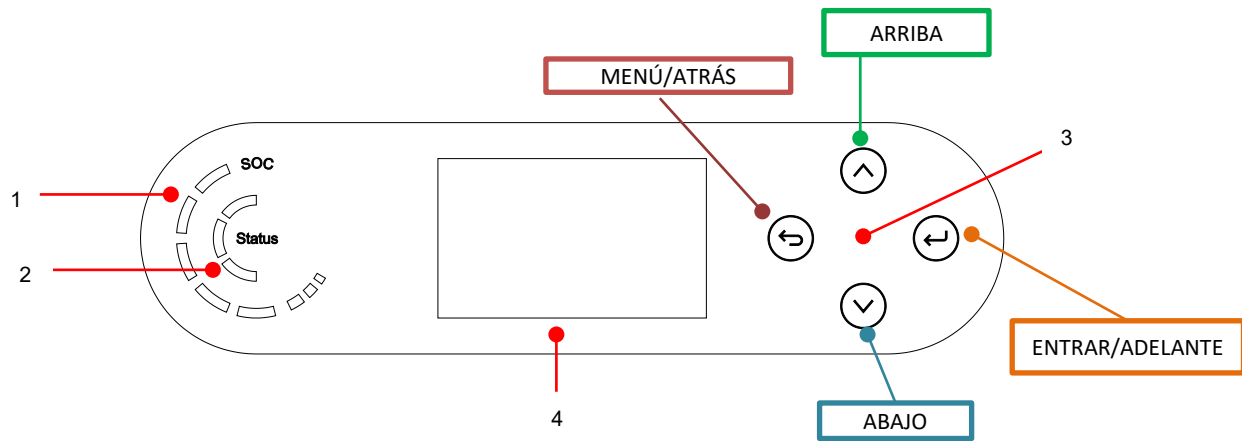 ARRIBA
MENÚ/ATRÁS
3
SOC
1
Status
2
ENTRAR/ADELANTE
4
ABAJO